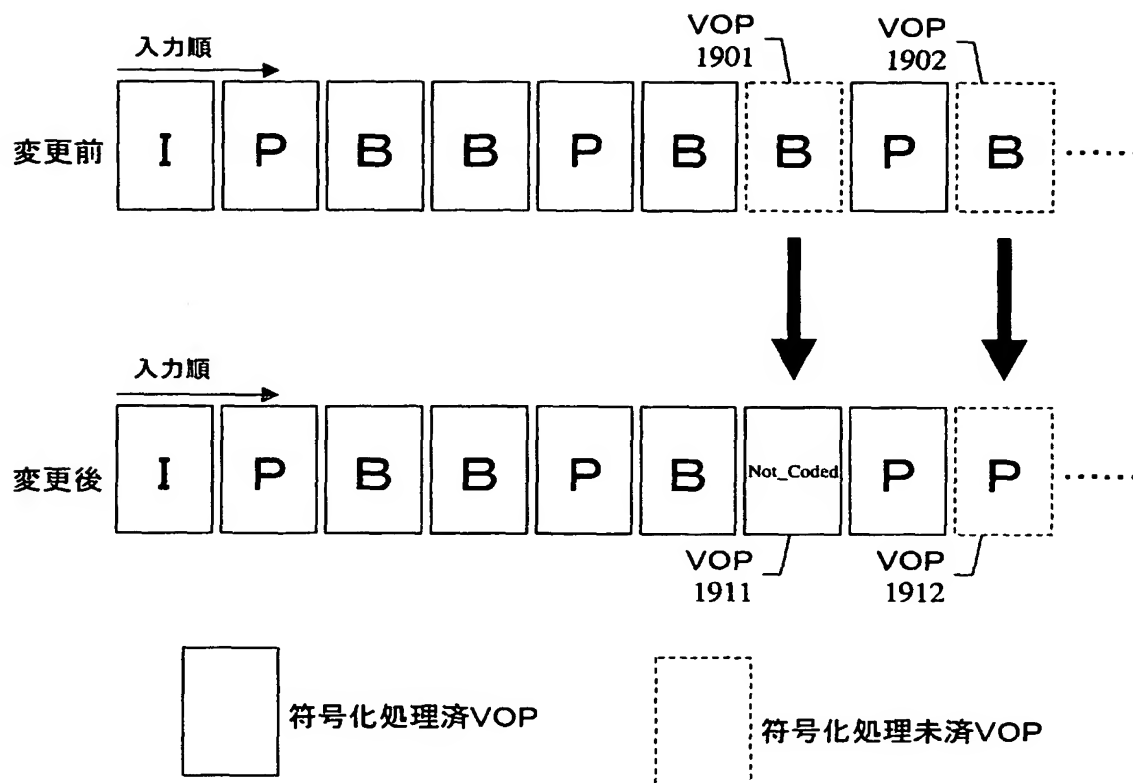 VOP
1901
VOP
1902
入力順
変更前 I P B B P B B P B ・・・・・
入力順
変更後 I P B B P B Not_Coded P P ・・・・・
VOP
1911
VOP
1912
符号化処理済VOP
符号化処理未済VOP